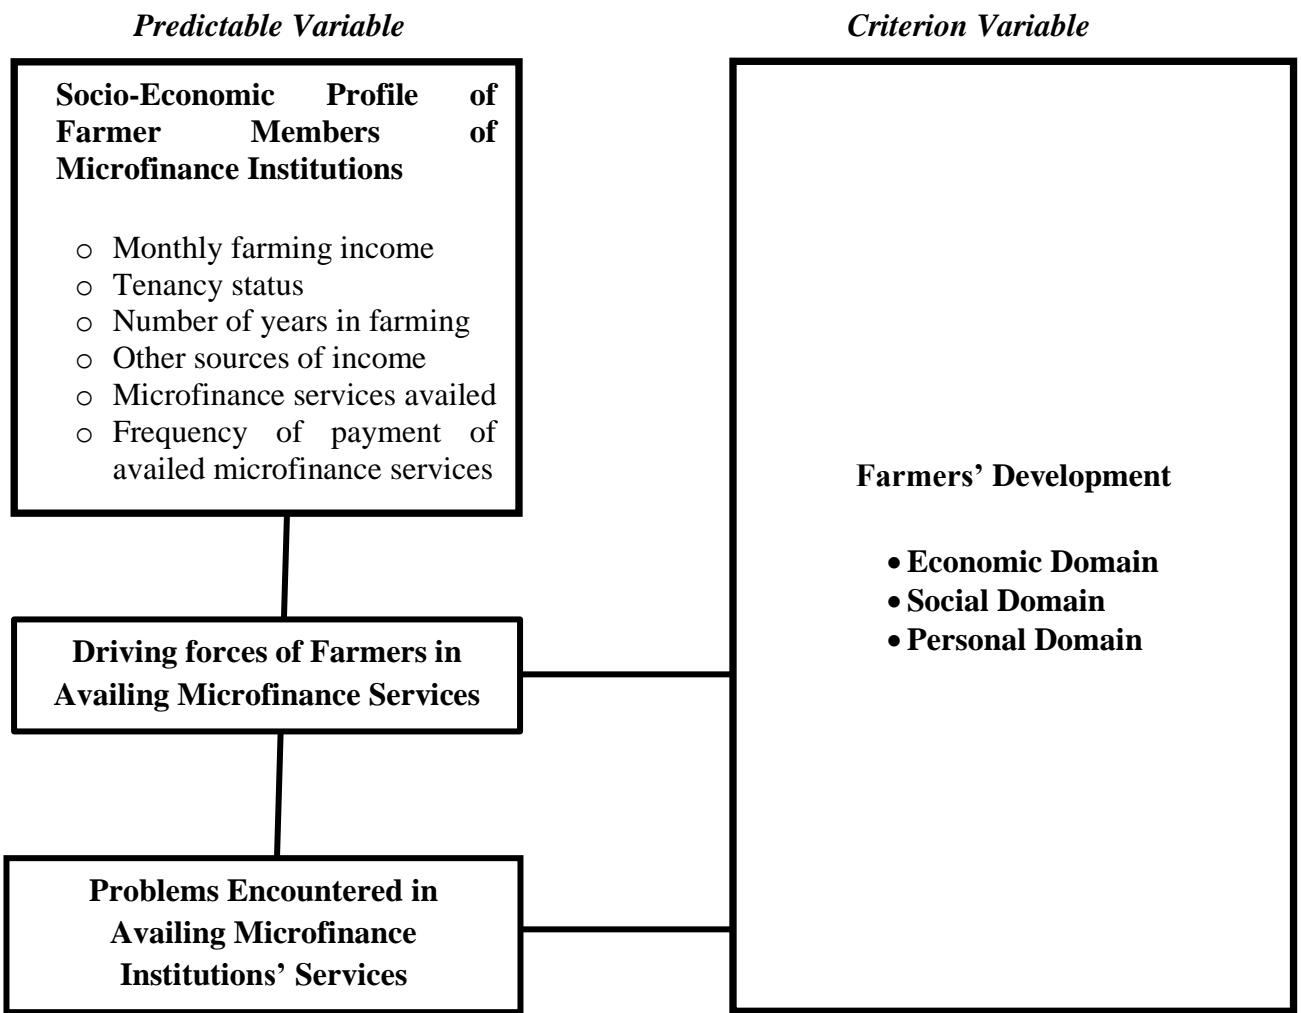 Predictable Variable
Criterion Variable
Socio-Economic Profile of
Farmer Members of
Microfinance Institutions
o Monthly farming income
o Tenancy status
o Number of years in farming
o Other sources of income
o Microfinance services availed
o Frequency of payment of
availed microfinance services
Driving forces of Farmers in
Availing Microfinance Services
Problems Encountered in
Availing Microfinance
Institutions’ Services
Farmers’ Development
• Economic Domain
• Social Domain
• Personal Domain